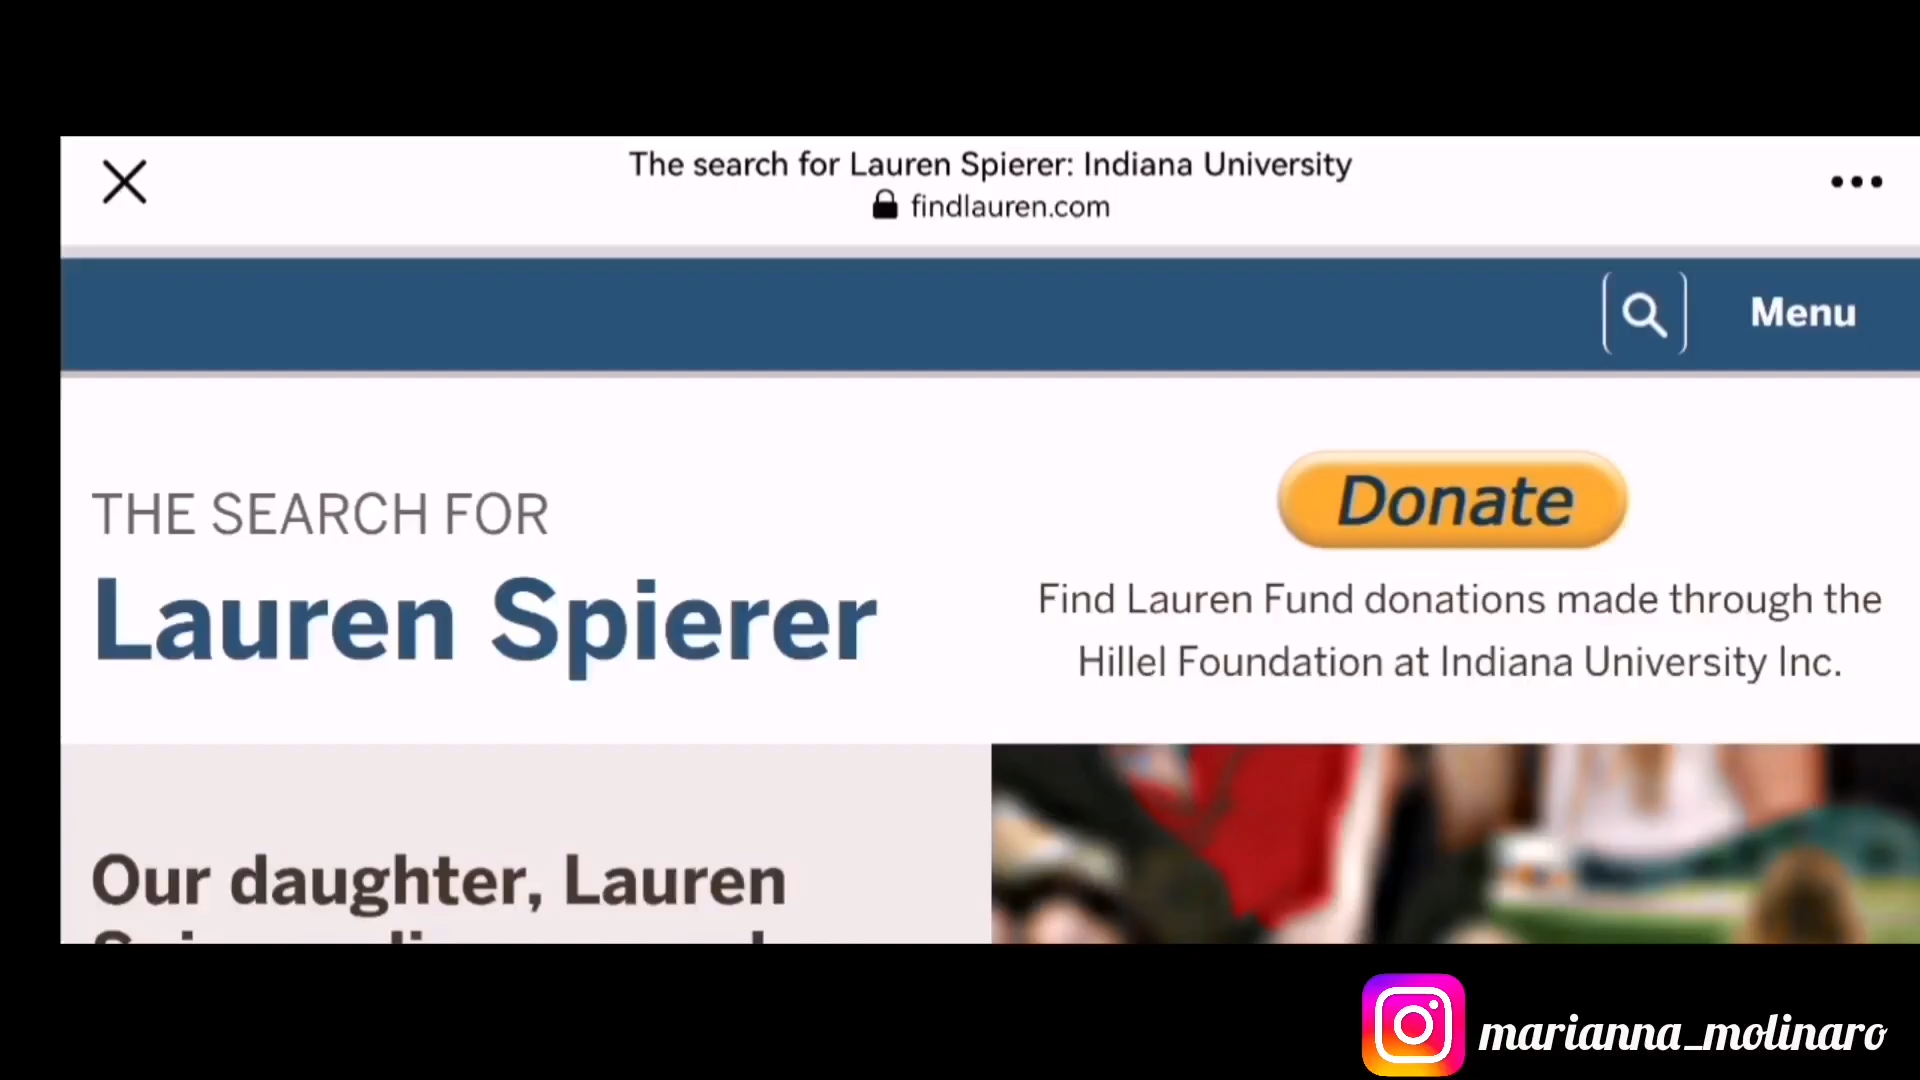 The search for Lauren Spierer: Indiana University
findlauren.com
Menu
THE SEARCH FOR
Lauren Spierer
Donate
Find Lauren Fund donations made through the
Hillel Foundation at Indiana University Inc.
Our daughter, Lauren
marianna_molinaro